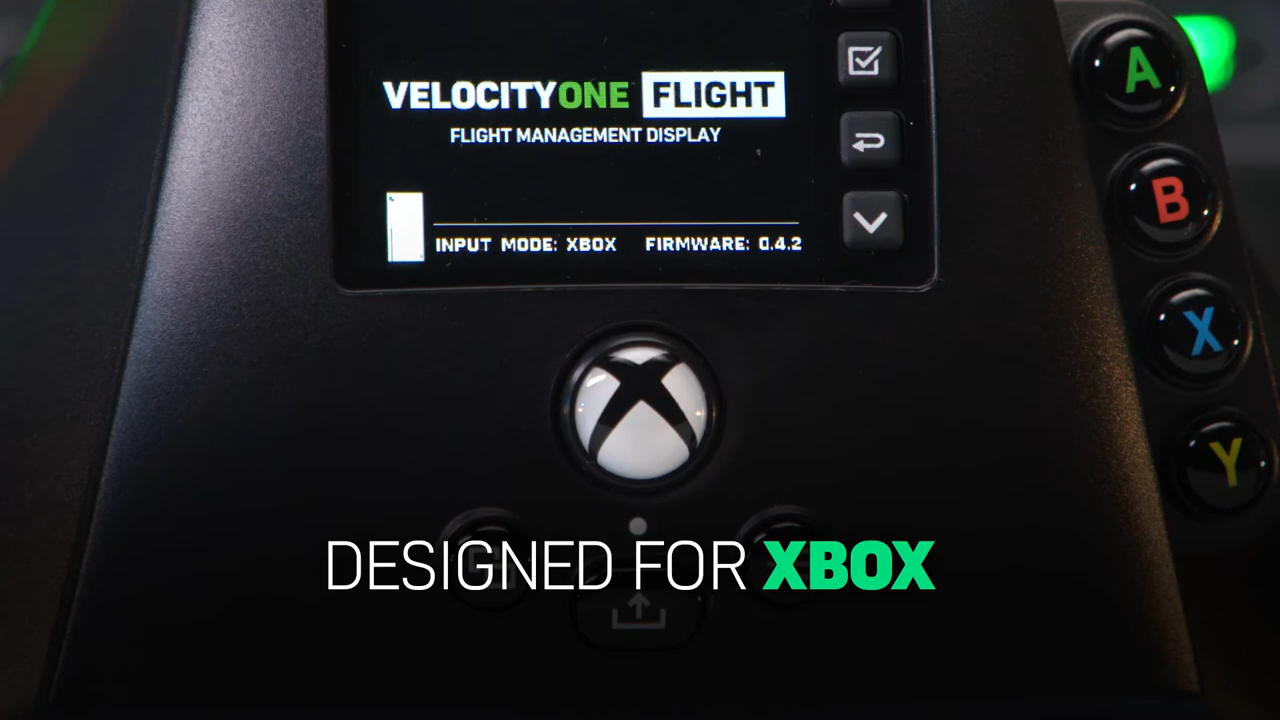 VELOCITYONE FLIGHT
FLIGHT MANAGEMENT DISPLAY
INPUT MODE: XBOX FIRMWARE: 0.4.2
A
B
X
Y
DESIGNED FOR XBOX